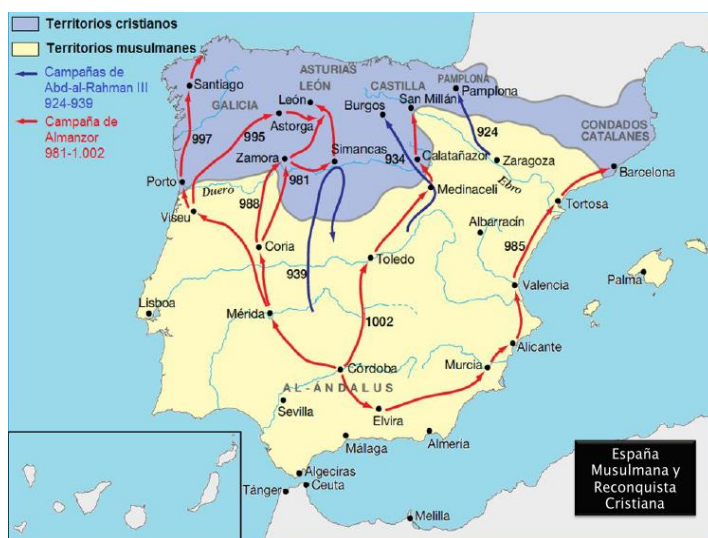 Territorios cristianos
Territorios musulmanes
Campañas de
Abd-al-Rahman III
924-939
Campaña de
Almanzor
981-1.002
Santiago
GALICIA
ASTURIAS
LEÓN
León
Astorga
997
995
CASTILLA
Burgos
San Millán
PAMPLONA
Pamplona
924
CONDADOS
CATALANES
Zamora
Simancas
981
934
Calatañazor
Zaragoza
Ebro
Barcelona
Porto
Duero
988
Medinaceli
Viseu
Tortosa
Albarracín
985
Coria
939
Toledo
Valencia
Palma
Lisboa
Mérida
1002
Alicante
Murcia
Córdoba
AL-ÁNDALUS
Sevilla
Elvira
Málaga
Almería
Algeciras
Tánger
Ceuta
Melilla
España
Musulmana y
Reconquista
Cristiana